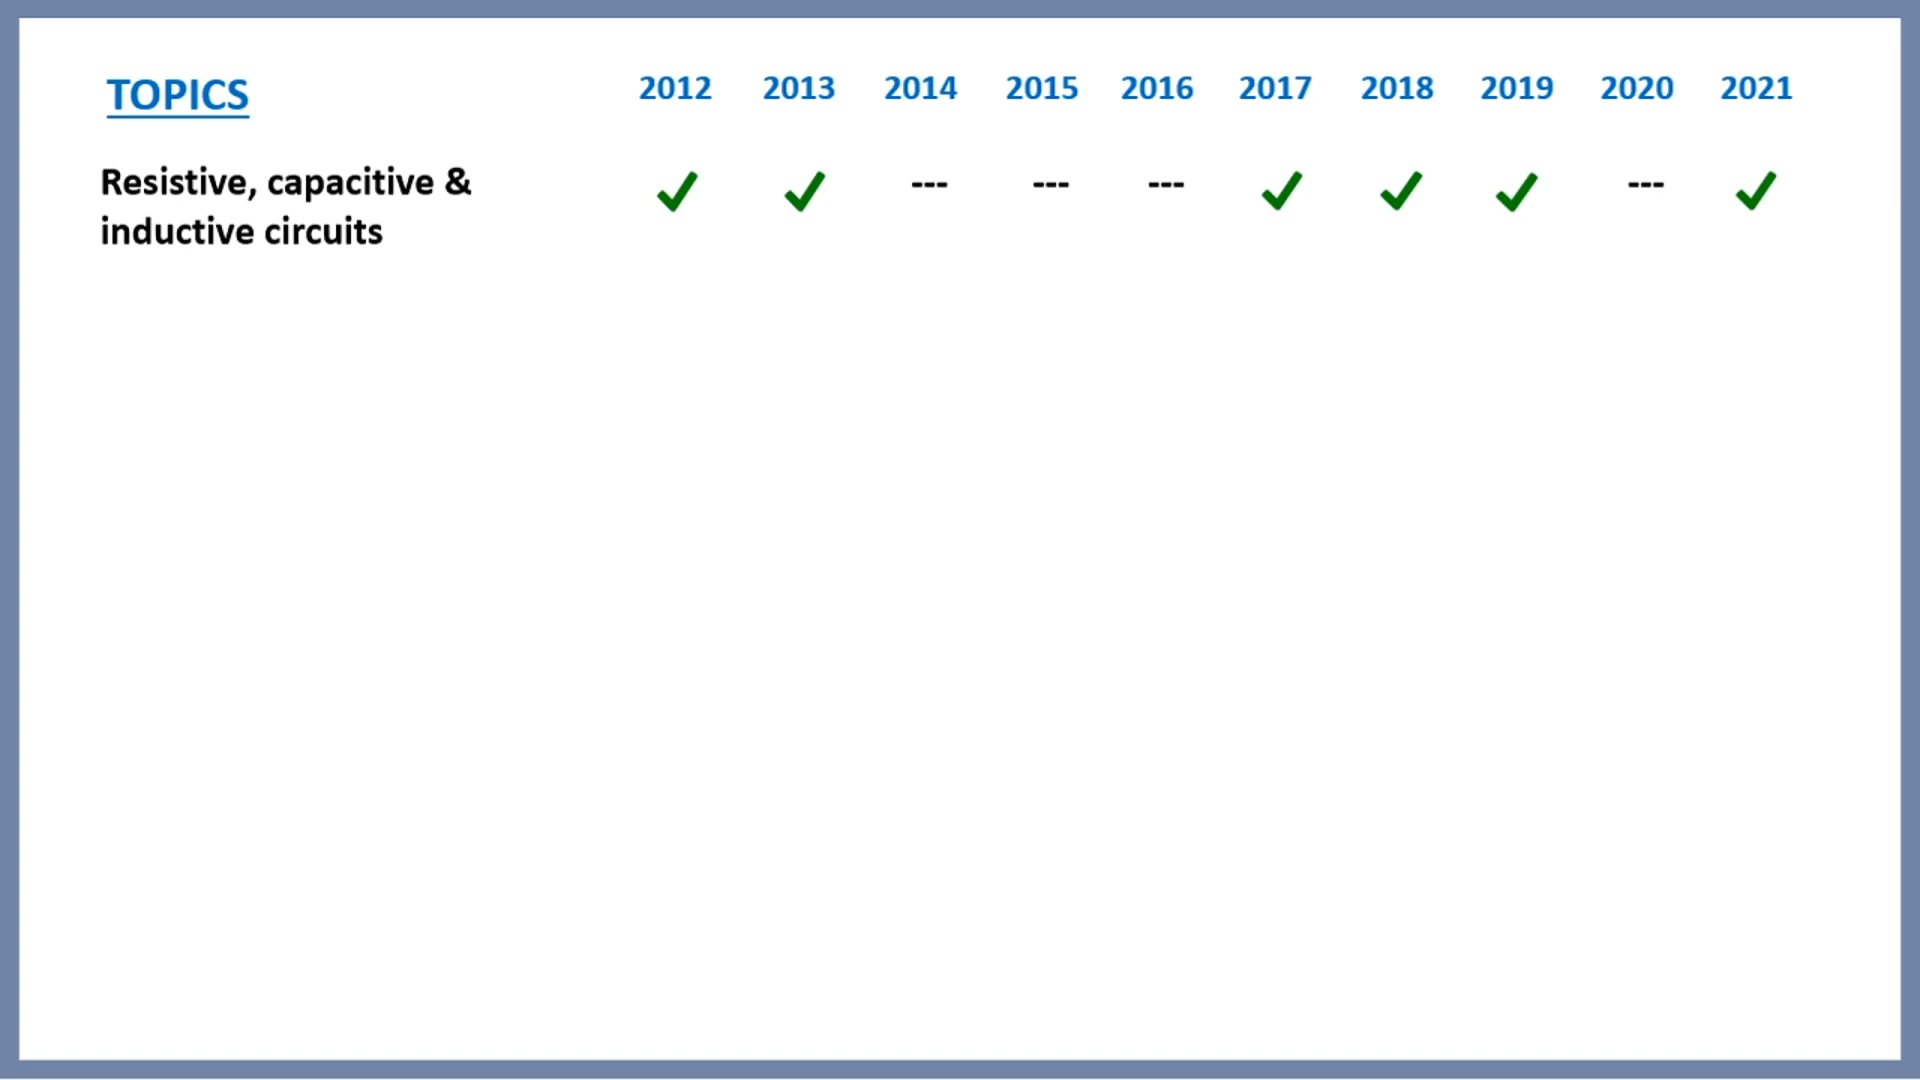 TOPICS 2012 2013 2014 2015 2016 2017 2018 2019 2020 2021
Resistive, capacitive & ✓ ✓ --- --- --- ✓ ✓ ✓ --- ✓
inductive circuits